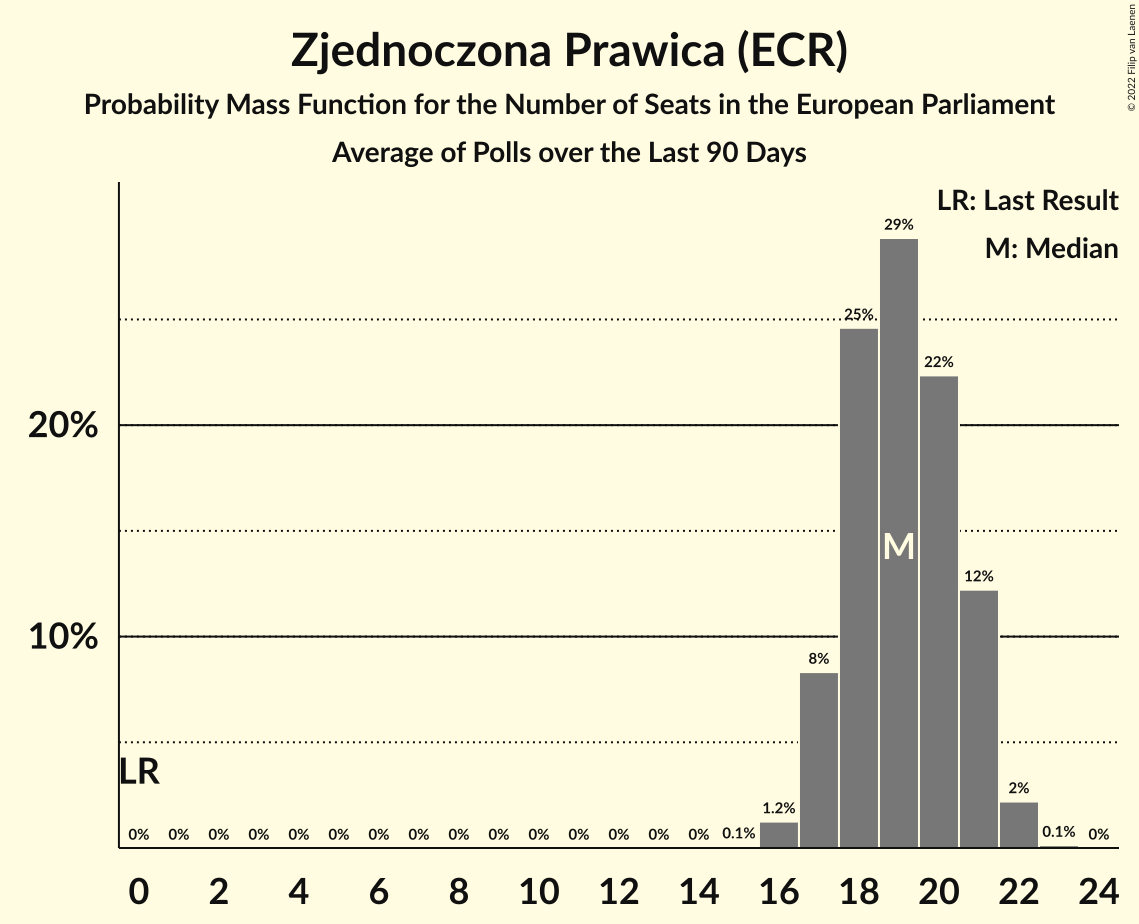 Zjednoczona Prawica (ECR)
Probability Mass Function for the Number of Seats in the European Parliament
Average of Polls over the Last 90 Days
© 2022 Filip van Laenen
LR: Last Result
M: Median
29%
25%
22%
20%
M
12%
10%
8%
LR
2%
1.2%
0% 0% 0% 0% 0% 0% 0% 0% 0% 0% 0% 0% 0% 0% 0% 0.1% 0.1% 0%
0 2 4 6 8 10 12 14 16 18 20 22 24